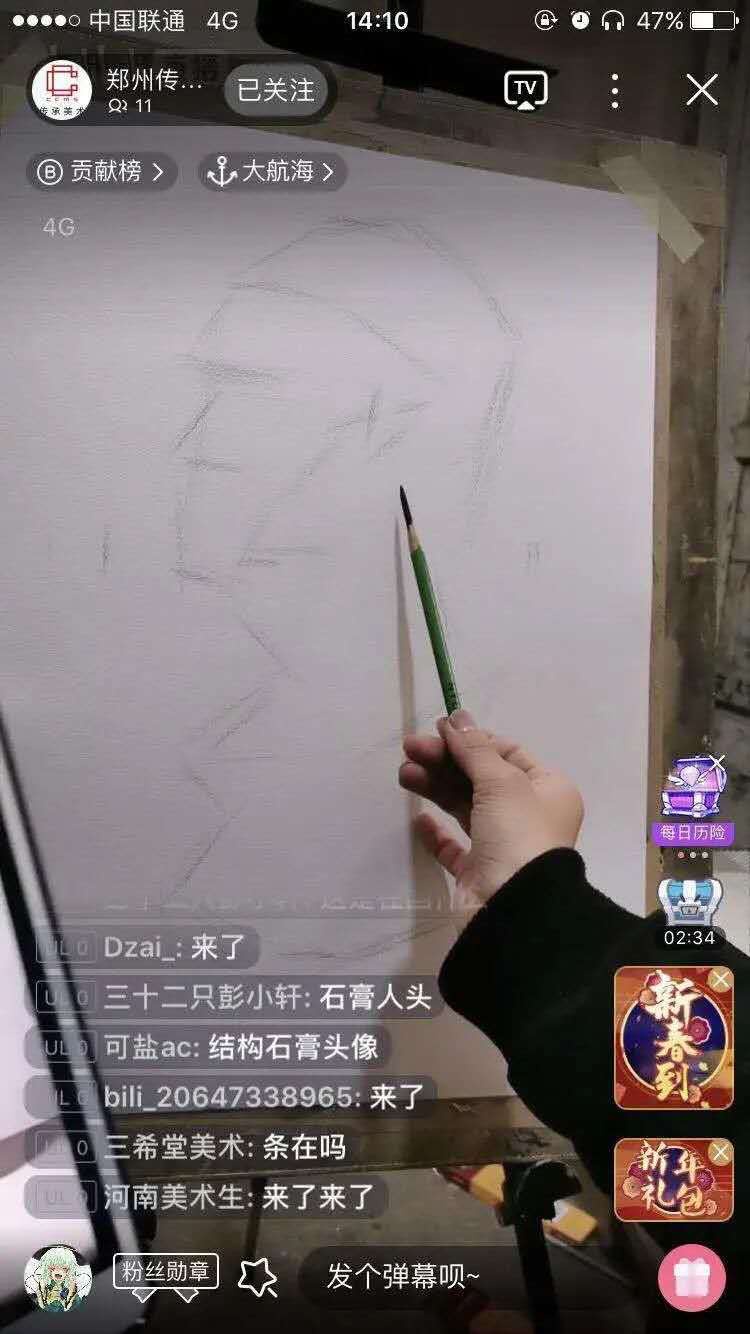 中国联通 4G 14:10 47%
郑州传...
11
已关注
TV
传承美术
B 贡献榜
大航海
4G
每日历险
02:34
新春到
新年礼包
UL 0 Dzai_: 来了
UL 0 三十二只彭小轩: 石膏人头
UL 0 可盐ac: 结构石膏头像
UL 0 bili_20647338965: 来了
UL 0 三希堂美术: 条在吗
UL 0 河南美术生: 来了来了
粉丝勋章
发个弹幕呗~